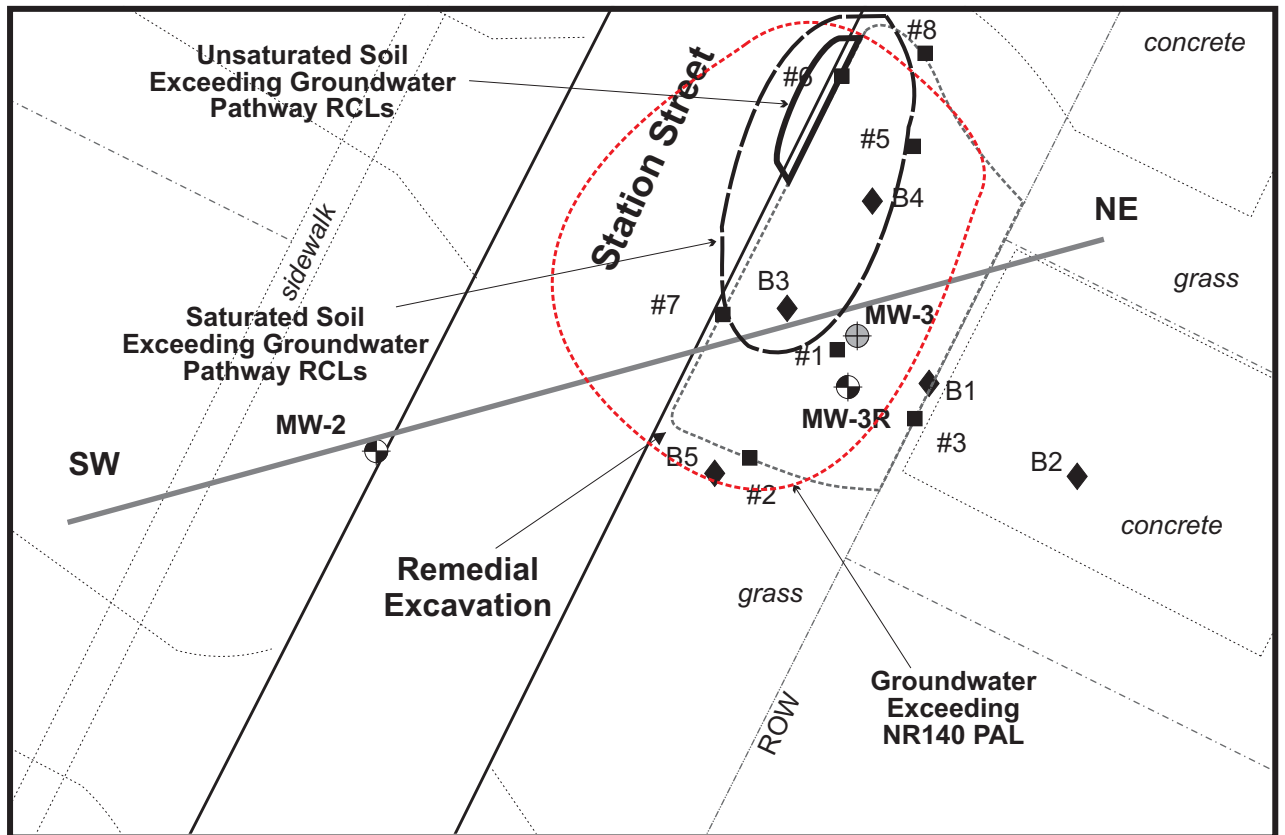 Unsaturated Soil
Exceeding Groundwater
Pathway RCLs
#8
concrete
#6
Station Street
#5
B4
NE
sidewalk
grass
B3
#7
MW-3
Saturated Soil
Exceeding Groundwater
Pathway RCLs
#1
B1
MW-3R
MW-2
#3
SW
B5
B2
#2
concrete
Remedial
Excavation
grass
Groundwater
Exceeding
NR140 PAL
ROW